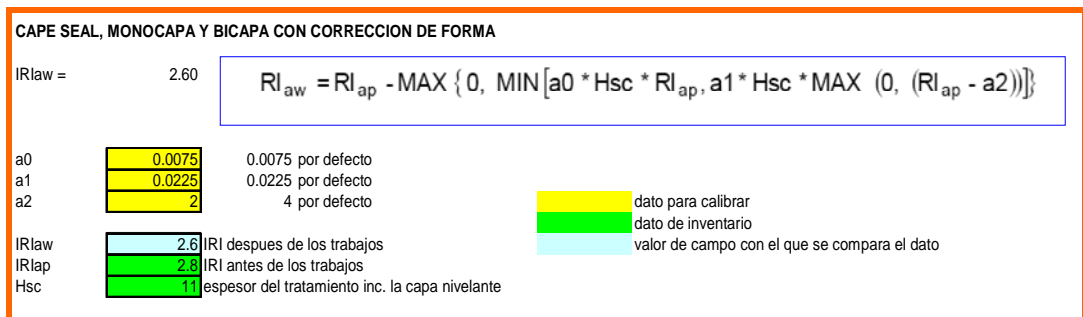 CAPE SEAL, MONOCAPA Y BICAPA CON CORRECCION DE FORMA
IRIaw = 2.60
RI_aw = RI_ap - MAX { 0, MIN[a0 * Hsc * RI_ap, a1 * Hsc * MAX (0, (RI_ap - a2))]}
a0 0.0075 0.0075 por defecto
a1 0.0225 0.0225 por defecto
a2 2 4 por defecto dato para calibrar
dato de inventario
IRIaw 2.6 IRI despues de los trabajos valor de campo con el que se compara el dato
IRIap 2.8 IRI antes de los trabajos
Hsc 11 espesor del tratamiento inc. la capa nivelante